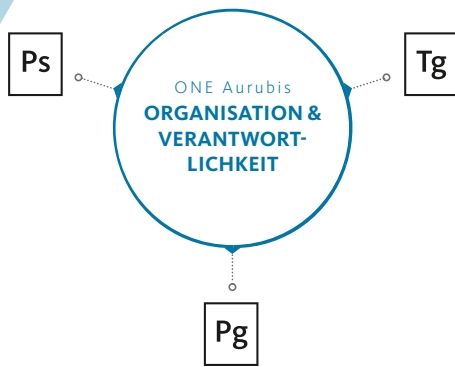 Ps
Tg
ONE Aurubis
ORGANISATION &
VERANTWORT-
LICHKEIT
Pg